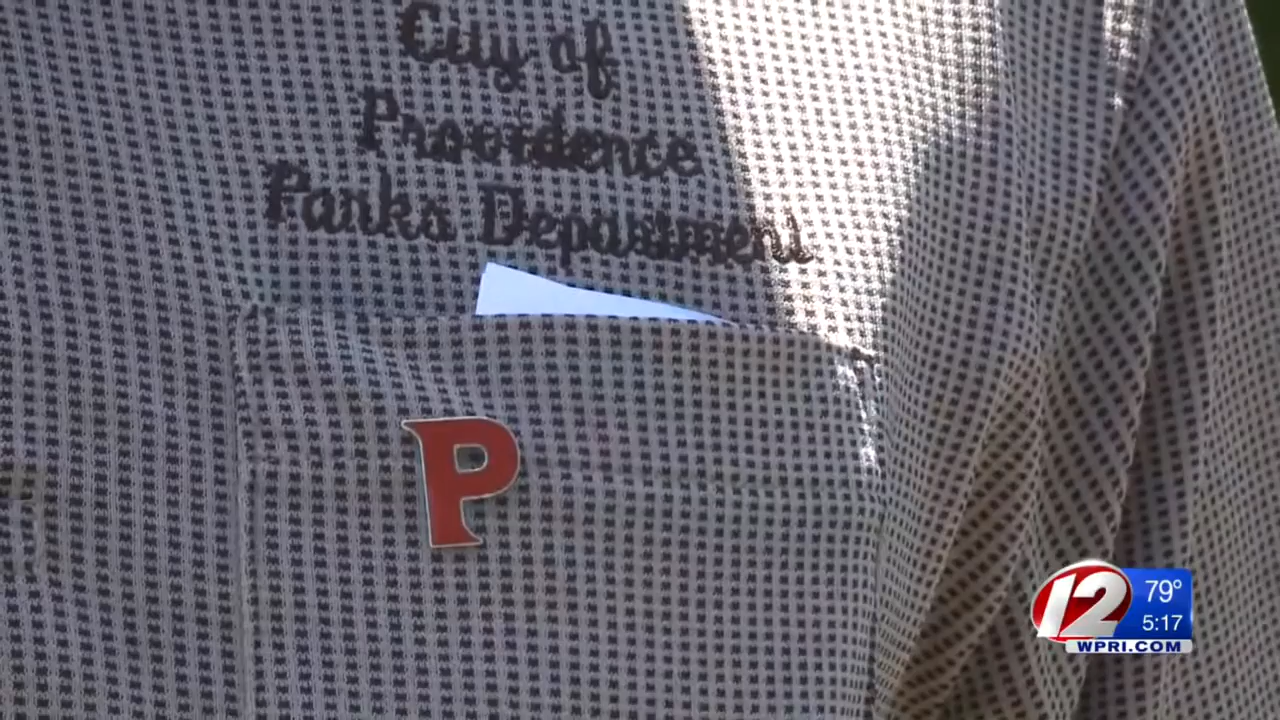 City of
Providence
Parks Department
P
12
79°
5:17
WPRI.COM